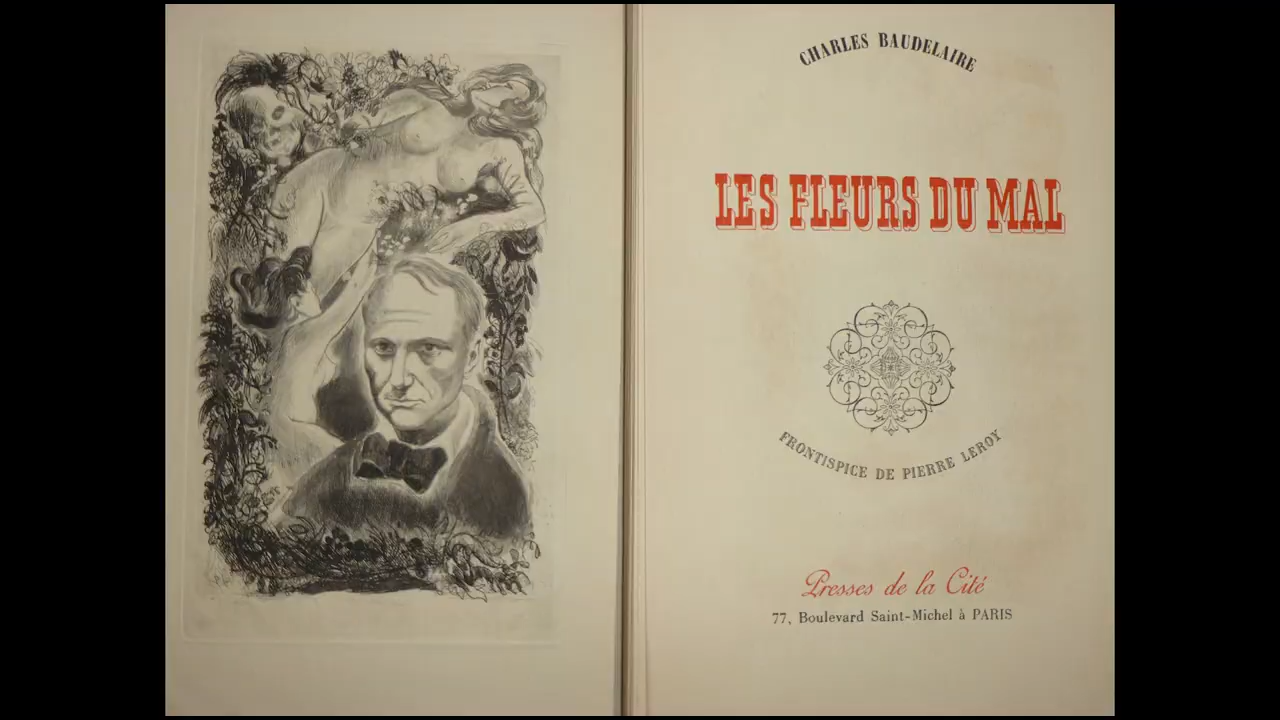 CHARLES BAUDELAIRE
LES FLEURS DU MAL
FRONTISPICE DE PIERRE LEROY
Presses de la Cité
77, Boulevard Saint-Michel à PARIS